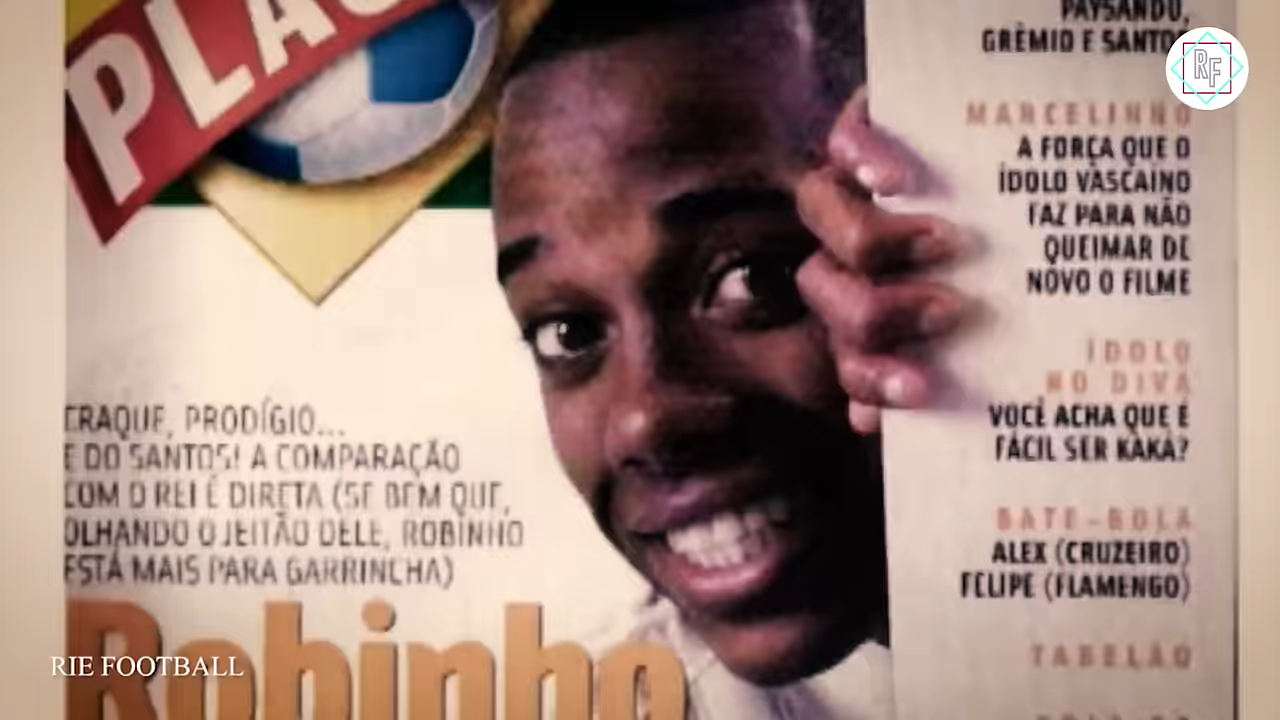 PLAC
CRAQUE, PRODÍGIO...
E DO SANTOS! A COMPARAÇÃO
COM O REI É DIRETA (SE BEM QUE,
OLHANDO O JEITÃO DELE, ROBINHO
ESTÁ MAIS PARA GARRINCHA)
Robinho
PAYSANDU,
GRÊMIO E SANTOS
MARCELINHO
A FORÇA QUE O
ÍDOLO VASCAÍNO
FAZ PARA NÃO
QUEIMAR DE
NOVO O FILME
ÍDOLO
NO DIVÃ
VOCÊ ACHA QUE É
FÁCIL SER KAKÁ?
BATE-BOLA
ALEX (CRUZEIRO)
FELIPE (FLAMENGO)
TABELÃO
RF
RIE FOOTBALL